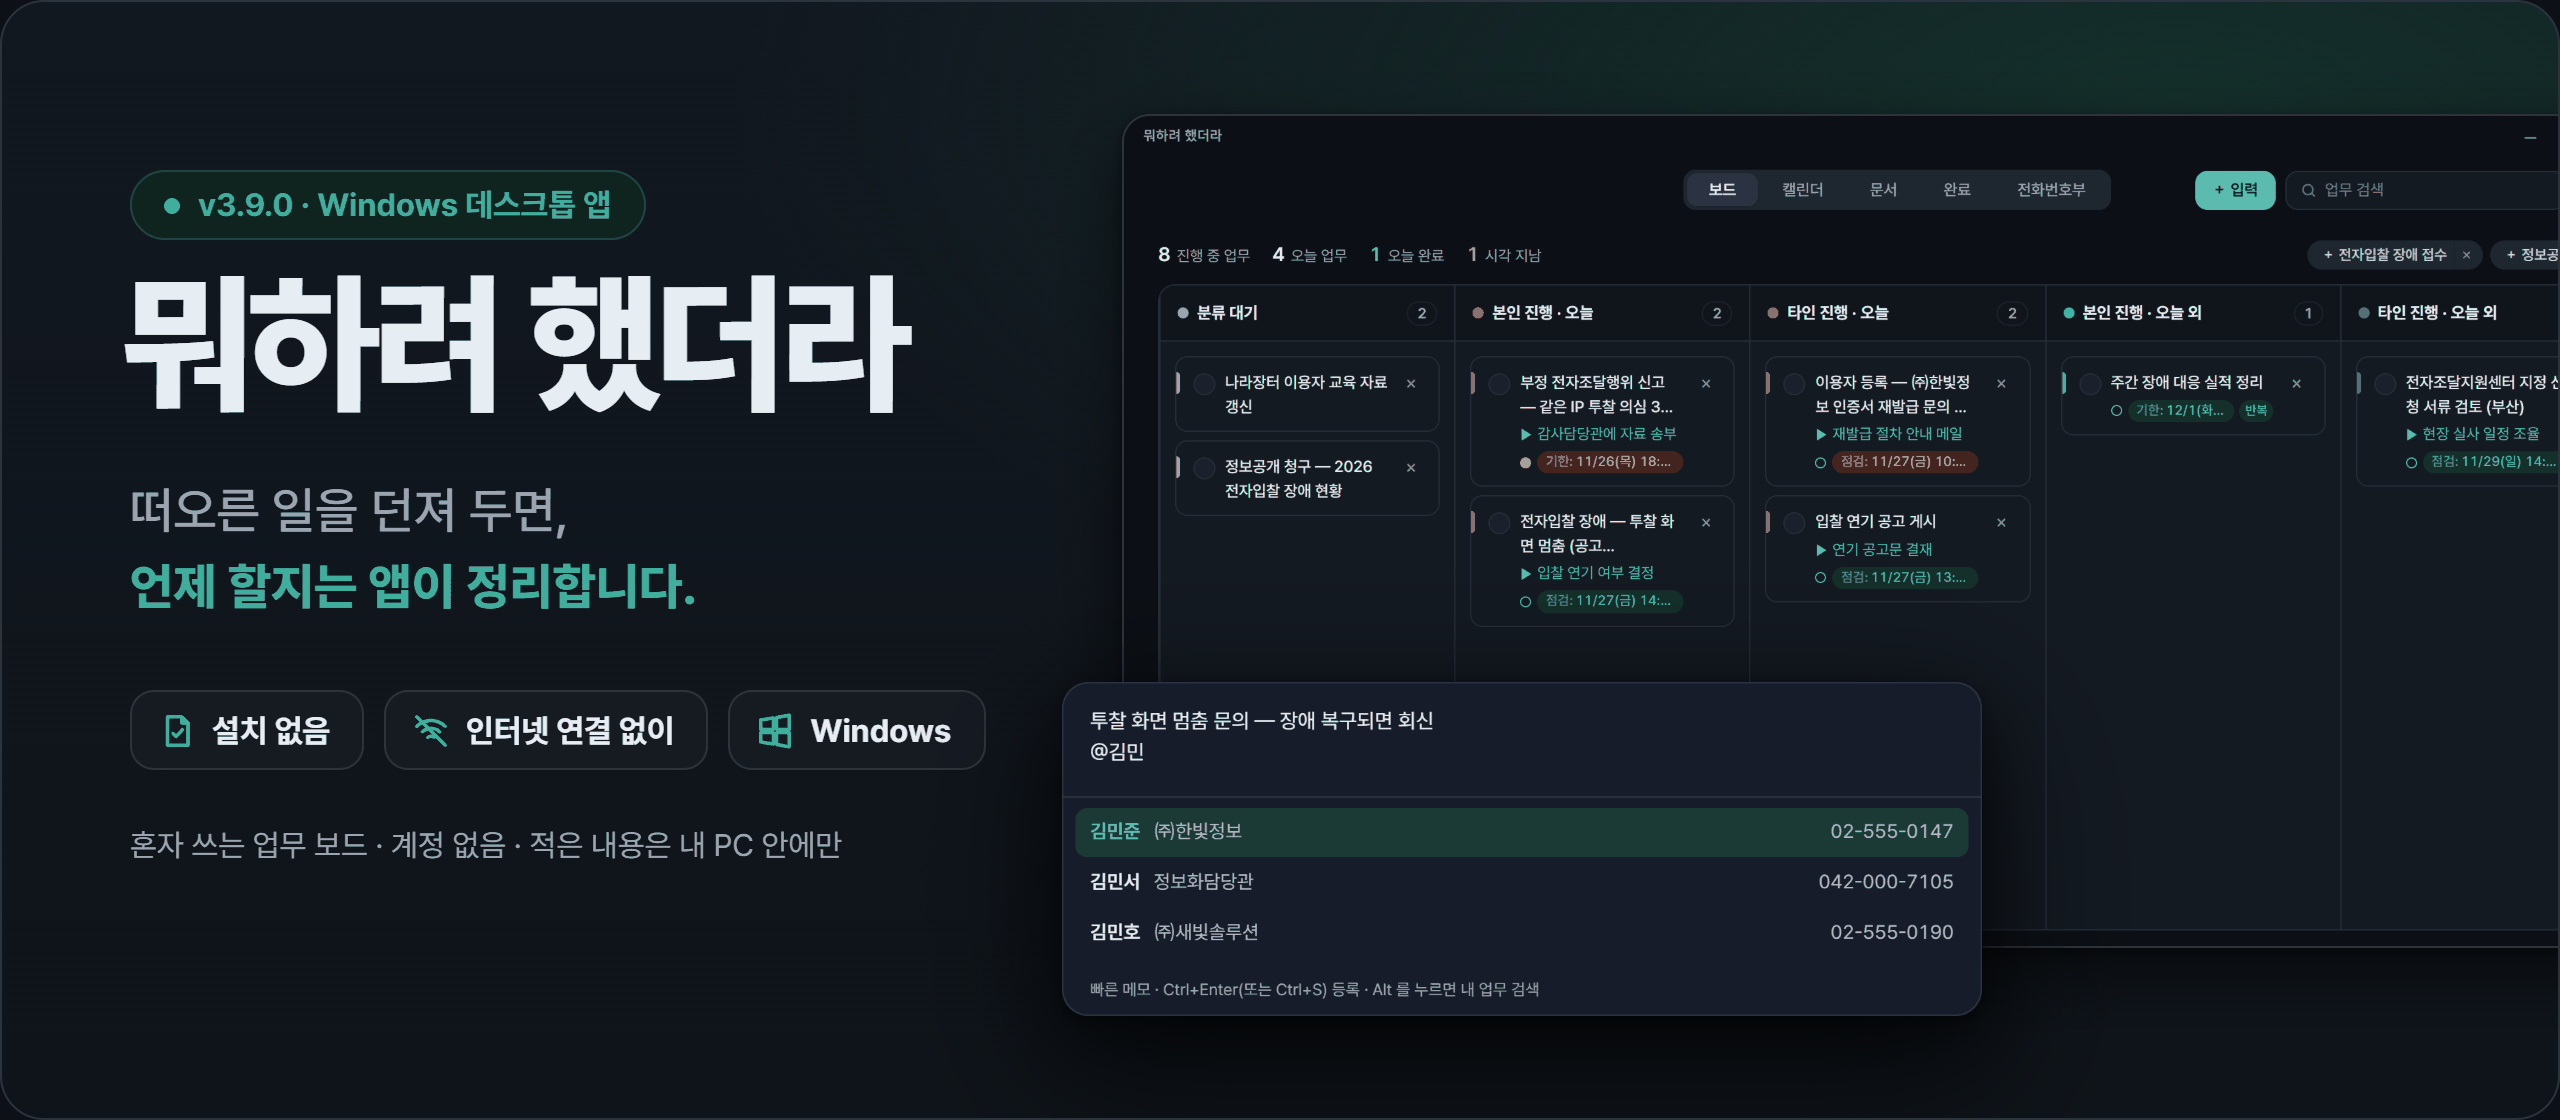 v3.9.0 · Windows 데스크톱 앱
뭐하려 했더라
떠오른 일을 던져 두면,
언제 할지는 앱이 정리합니다.
설치 없음
인터넷 연결 없이
Windows
혼자 쓰는 업무 보드 · 계정 없음 · 적은 내용은 내 PC 안에만
뭐하려 했더라
보드 캘린더 문서 완료 전화번호부
+ 입력
업무 검색
8 진행 중 업무 4 오늘 업무 1 오늘 완료 1 시각 지남
+ 전자입찰 장애 접수 ×
+ 정보공
분류 대기 2
나라장터 이용자 교육 자료 ×
갱신
정보공개 청구 — 2026 ×
전자입찰 장애 현황
본인 진행 · 오늘 2
부정 전자조달행위 신고 ×
— 같은 IP 투찰 의심 3...
▶ 감사담당관에 자료 송부
기한: 11/26(목) 18:...
전자입찰 장애 — 투찰 화 ×
면 멈춤 (공고...
▶ 입찰 연기 여부 결정
점검: 11/27(금) 14:...
타인 진행 · 오늘 2
이용자 등록 — ㈜한빛정 ×
보 인증서 재발급 문의 ...
▶ 재발급 절차 안내 메일
점검: 11/27(금) 10:...
입찰 연기 공고 게시 ×
▶ 연기 공고문 결재
점검: 11/27(금) 13:...
본인 진행 · 오늘 외 1
주간 장애 대응 실적 정리 ×
기한: 12/1(화... 반복
타인 진행 · 오늘 외
전자조달지원센터 지정 신
청 서류 검토 (부산)
▶ 현장 실사 일정 조율
점검: 11/29(일) 14:...
투찰 화면 멈춤 문의 — 장애 복구되면 회신
@김민
김민준 ㈜한빛정보 02-555-0147
김민서 정보화담당관 042-000-7105
김민호 ㈜새빛솔루션 02-555-0190
빠른 메모 · Ctrl+Enter(또는 Ctrl+S) 등록 · Alt 를 누르면 내 업무 검색